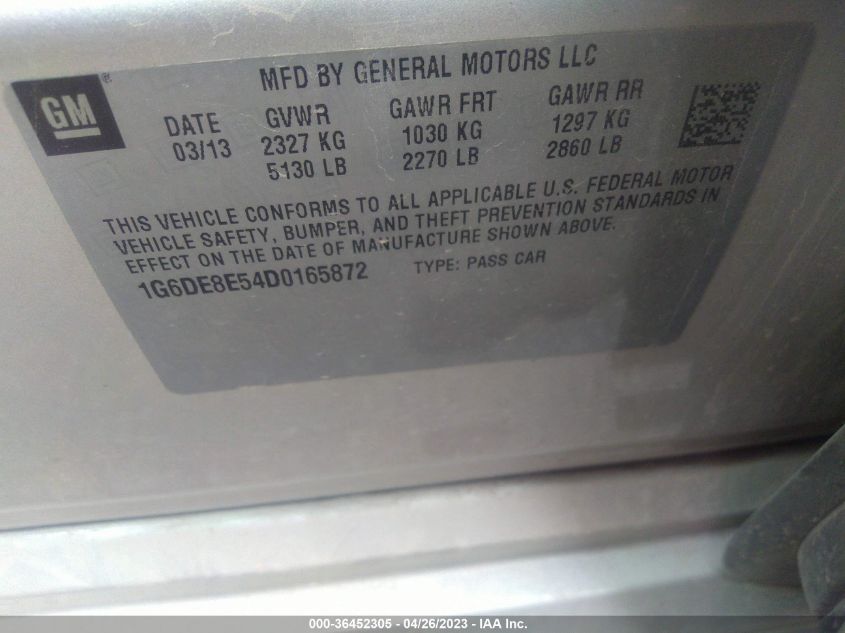 MFD BY GENERAL MOTORS LLC
GM®
DATE GVWR GAWR FRT GAWR RR
03/13 2327 KG 1030 KG 1297 KG
5130 LB 2270 LB 2860 LB
THIS VEHICLE CONFORMS TO ALL APPLICABLE U.S. FEDERAL MOTOR
VEHICLE SAFETY, BUMPER, AND THEFT PREVENTION STANDARDS IN
EFFECT ON THE DATE OF MANUFACTURE SHOWN ABOVE.
1G6DE8E54D0165872 TYPE: PASS CAR
000-36452305 - 04/26/2023 - © IAA, Inc.